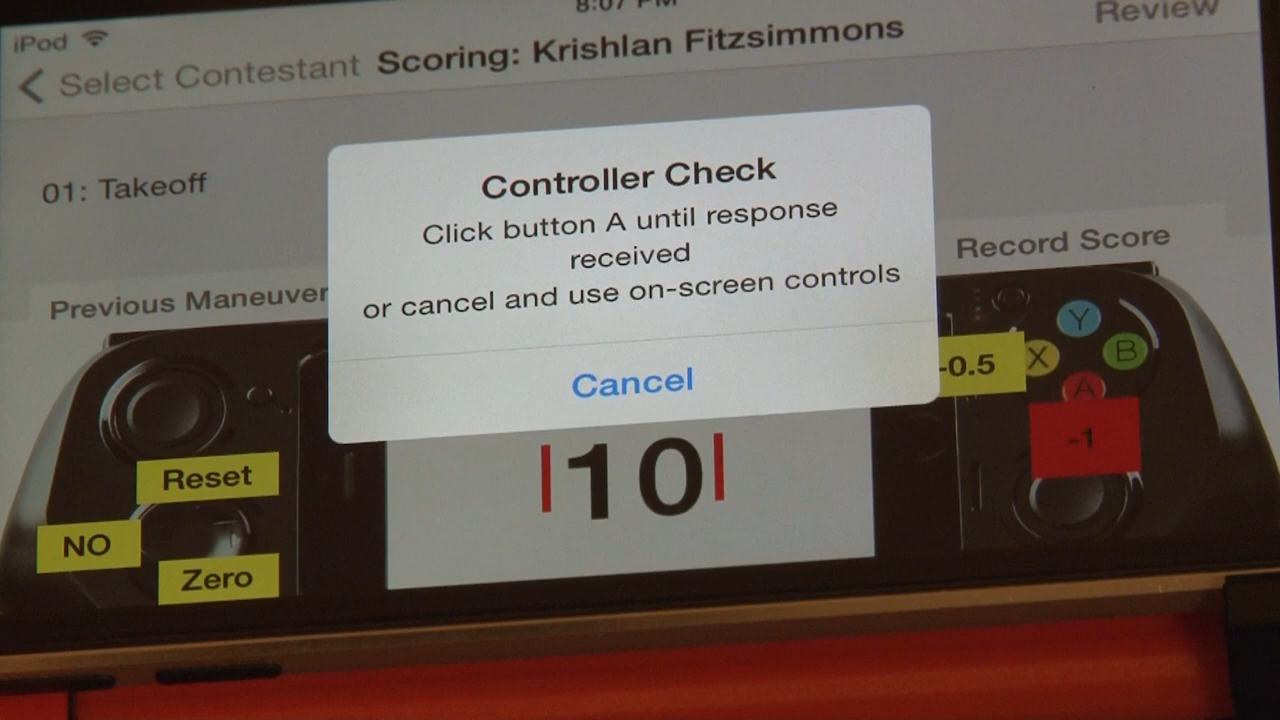 8:07 PM
iPod
Review
Select Contestant
Scoring: Krishlan Fitzsimmons
01: Takeoff
Controller Check
Click button A until response
received
or cancel and use on-screen controls
Cancel
Previous Maneuver
Record Score
Y
X
B
A
-0.5
-1
10
Reset
NO
Zero